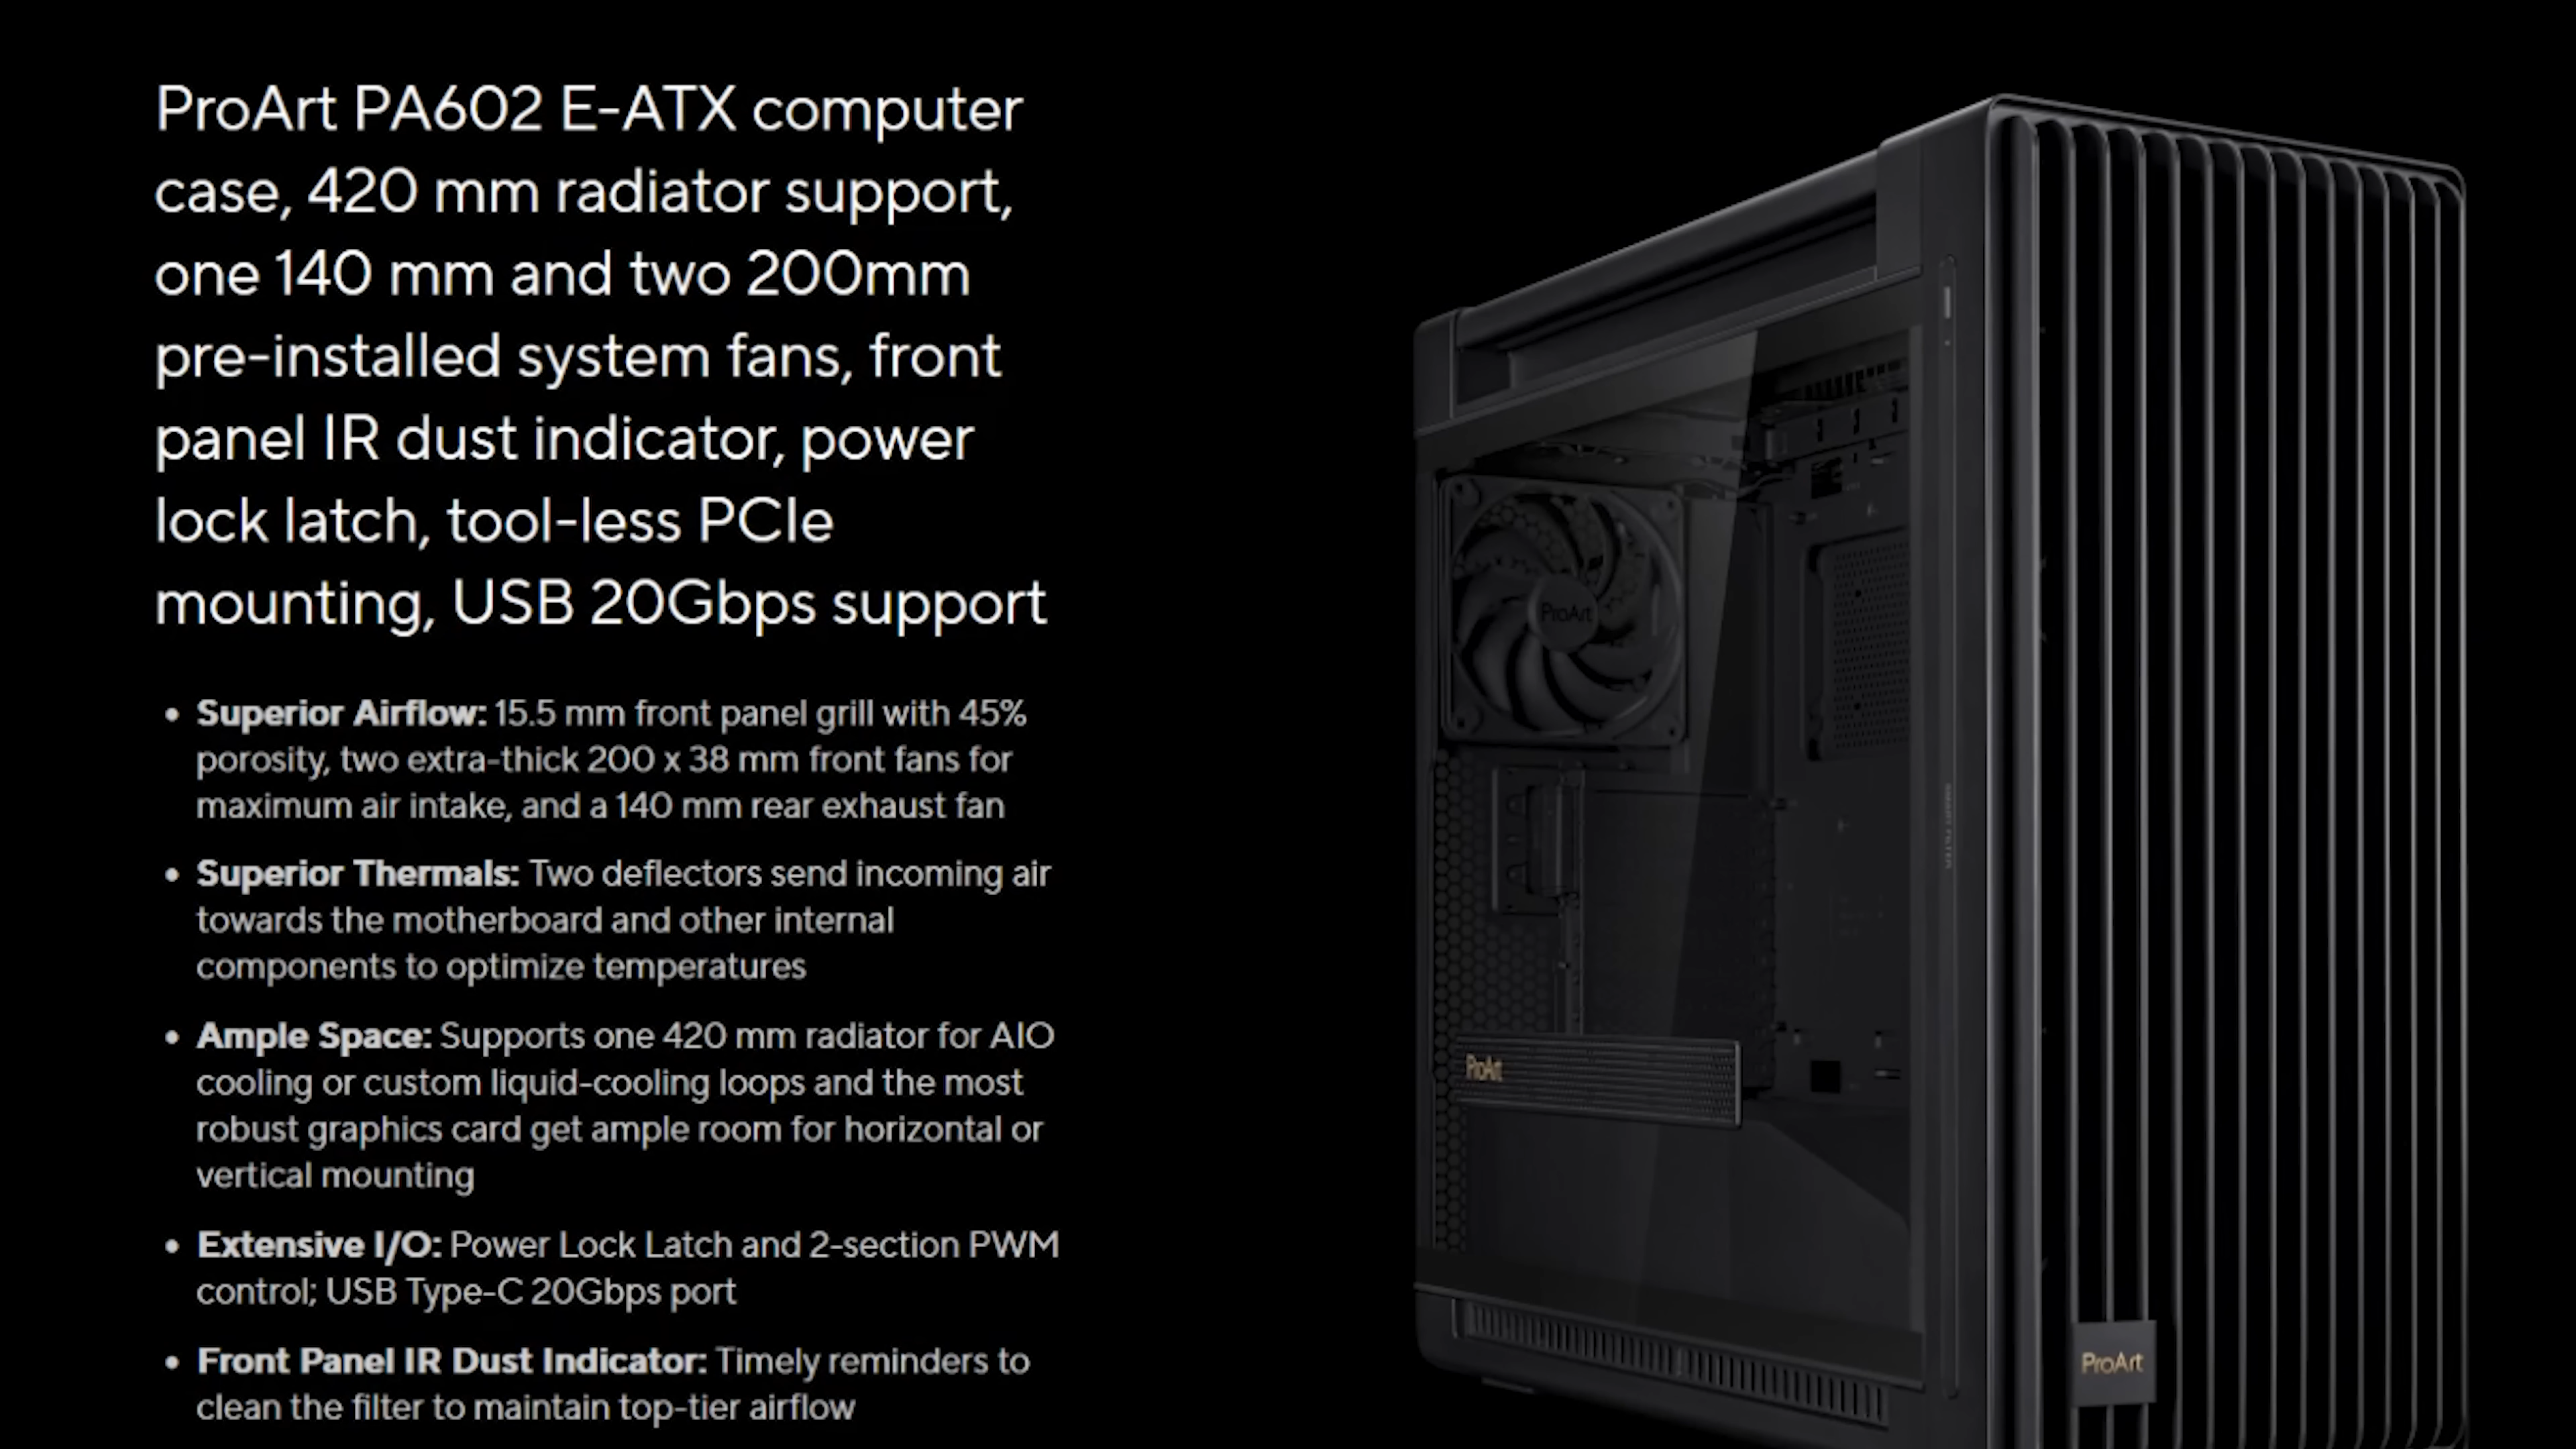 ProArt PA602 E-ATX computer
case, 420 mm radiator support,
one 140 mm and two 200mm
pre-installed system fans, front
panel IR dust indicator, power
lock latch, tool-less PCIe
mounting, USB 20Gbps support
• Superior Airflow: 15.5 mm front panel grill with 45%
porosity, two extra-thick 200 x 38 mm front fans for
maximum air intake, and a 140 mm rear exhaust fan
• Superior Thermals: Two deflectors send incoming air
towards the motherboard and other internal
components to optimize temperatures
• Ample Space: Supports one 420 mm radiator for AIO
cooling or custom liquid-cooling loops and the most
robust graphics card get ample room for horizontal or
vertical mounting
• Extensive I/O: Power Lock Latch and 2-section PWM
control; USB Type-C 20Gbps port
• Front Panel IR Dust Indicator: Timely reminders to
clean the filter to maintain top-tier airflow
ProArt
ProArt
ProArt